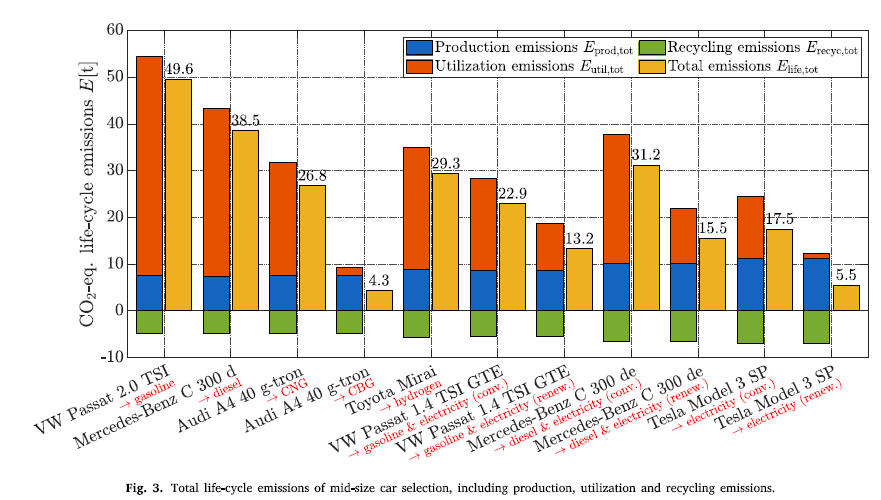 60
50
40
30
20
10
0
-10
CO2-eq. life-cycle emissions E[t]
Production emissions Eprod,tot
Utilization emissions Eutil,tot
Recycling emissions Erecyc,tot
Total emissions Elife,tot
49.6
38.5
26.8
4.3
29.3
22.9
13.2
31.2
15.5
17.5
5.5
VW Passat 2.0 TSI
→ gasoline
Mercedes-Benz C 300 d
→ diesel
Audi A4 40 g-tron
→ CNG
Audi A4 40 g-tron
→ CBG
Toyota Mirai
→ hydrogen
VW Passat 1.4 TSI GTE
→ gasoline & electricity (conv.)
VW Passat 1.4 TSI GTE
→ gasoline & electricity (renew.)
Mercedes-Benz C 300 de
→ diesel & electricity (conv.)
Mercedes-Benz C 300 de
→ diesel & electricity (renew.)
Tesla Model 3 SP
→ electricity (conv.)
Tesla Model 3 SP
→ electricity (renew.)
Fig. 3. Total life-cycle emissions of mid-size car selection, including production, utilization and recycling emissions.